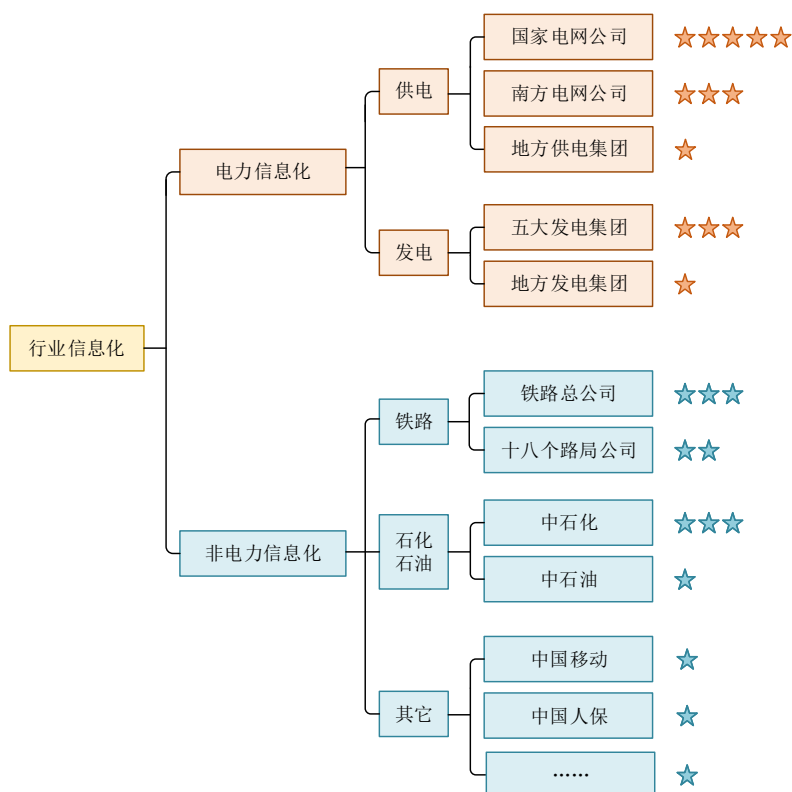 行业信息化
电力信息化
供电
国家电网公司
南方电网公司
地方供电集团
发电
五大发电集团
地方发电集团
非电力信息化
铁路
铁路总公司
十八个路局公司
石化
石油
中石化
中石油
其它
中国移动
中国人保
……